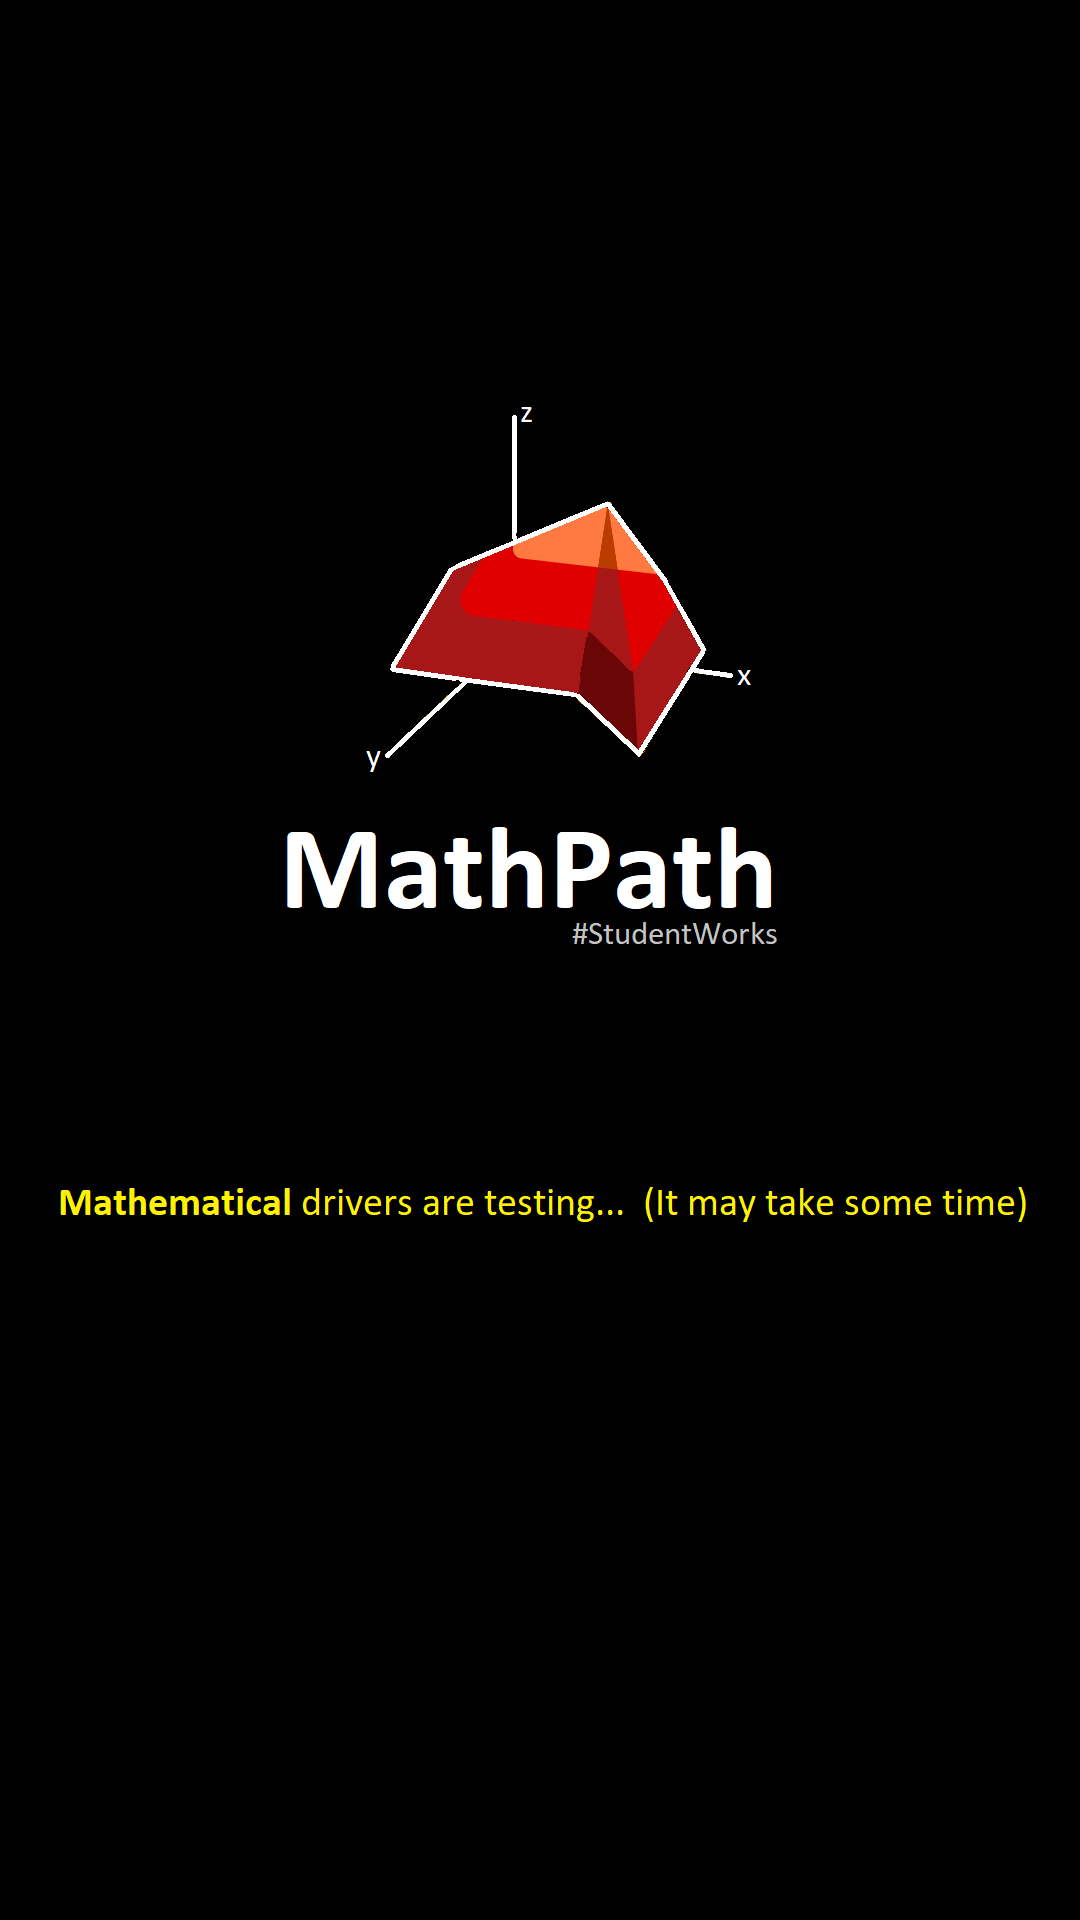 z
x
y
MathPath
#StudentWorks
Mathematical drivers are testing...  (It may take some time)